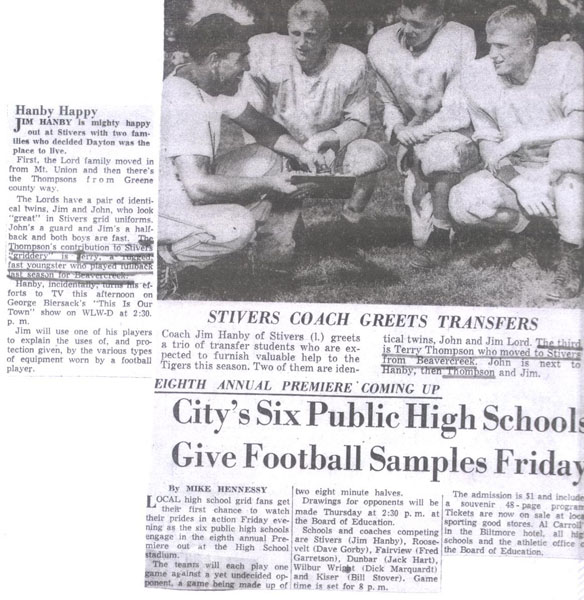 Hanby Happy
JIM HANBY is mighty happy
out at Stivers with two fam-
ilies who decided Dayton was the
place to live.
First, the Lord family moved in
from Mt. Union and then there's
the Thompsons from Greene
county way.
The Lords have a pair of identi-
cal twins, Jim and John, who look
"great" in Stivers grid uniforms.
John's a guard and Jim's a half-
back and both boys are fast. The
Thompson's contribution to Stivers
"griddery" is Terry, a rugged,
fast youngster who played fullback
last season for Beavercreek.
Hanby, incidentally, turns his ef-
forts to TV this afternoon on
George Biersack's "This Is Our
Town" show on WLW-D at 2:30.
p. m.
Jim will use one of his players
to explain the uses of, and pro-
tection given, by the various types
of equipment worn by a football
player.
STIVERS COACH GREETS TRANSFERS
Coach Jim Hanby of Stivers (l.) greets
a trio of transfer students who are ex-
pected to furnish valuable help to the
Tigers this season. Two of them are iden-
tical twins, John and Jim Lord. The third
is Terry Thompson who moved to Stivers
from Beavercreek. John is next to
Hanby, then Thompson and Jim.
EIGHTH ANNUAL PREMIERE COMING UP
City's Six Public High Schools
Give Football Samples Friday
By MIKE HENNESSY
LOCAL high school grid fans get
their first chance to watch
their prides in action Friday eve-
ning as the six public high schools
engage in the eighth annual Pre-
miere out at the High School
stadium.
The teams will each play one
game against a yet undecided op-
ponent, a game being made up of
two eight minute halves.
Drawings for opponents will be
made Thursday at 2:30 p. m. at
the Board of Education.
Schools and coaches competing
are Stivers (Jim Hanby), Roose-
velt (Dave Gorby), Fairview (Fred
Garretson), Dunbar (Jack Hart),
Wilbur Wright (Dick Marquardt)
and Kiser (Bill Stover). Game
time is set for 8 p. m.
The admission is $1 and include
a souvenir 48-page program
Tickets are now on sale at loca
sporting good stores. Al Carroll
in the Biltmore hotel, all hig
schools and the athletic office o
the Board of Education.